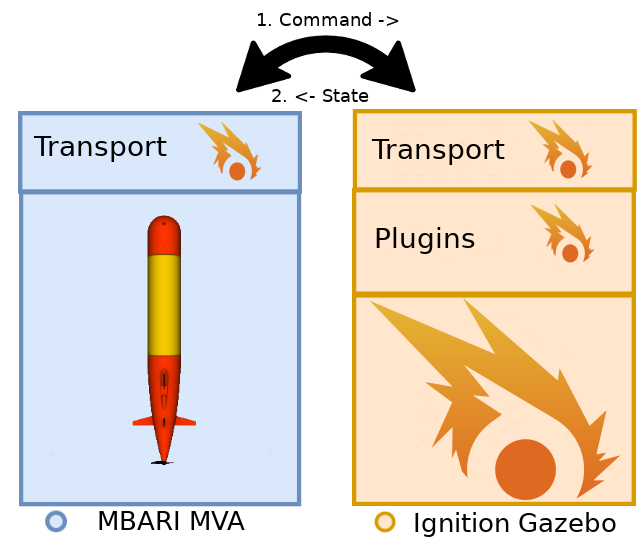 1. Command ->
2. <- State
Transport
Transport
Plugins
MBARI MVA
Ignition Gazebo